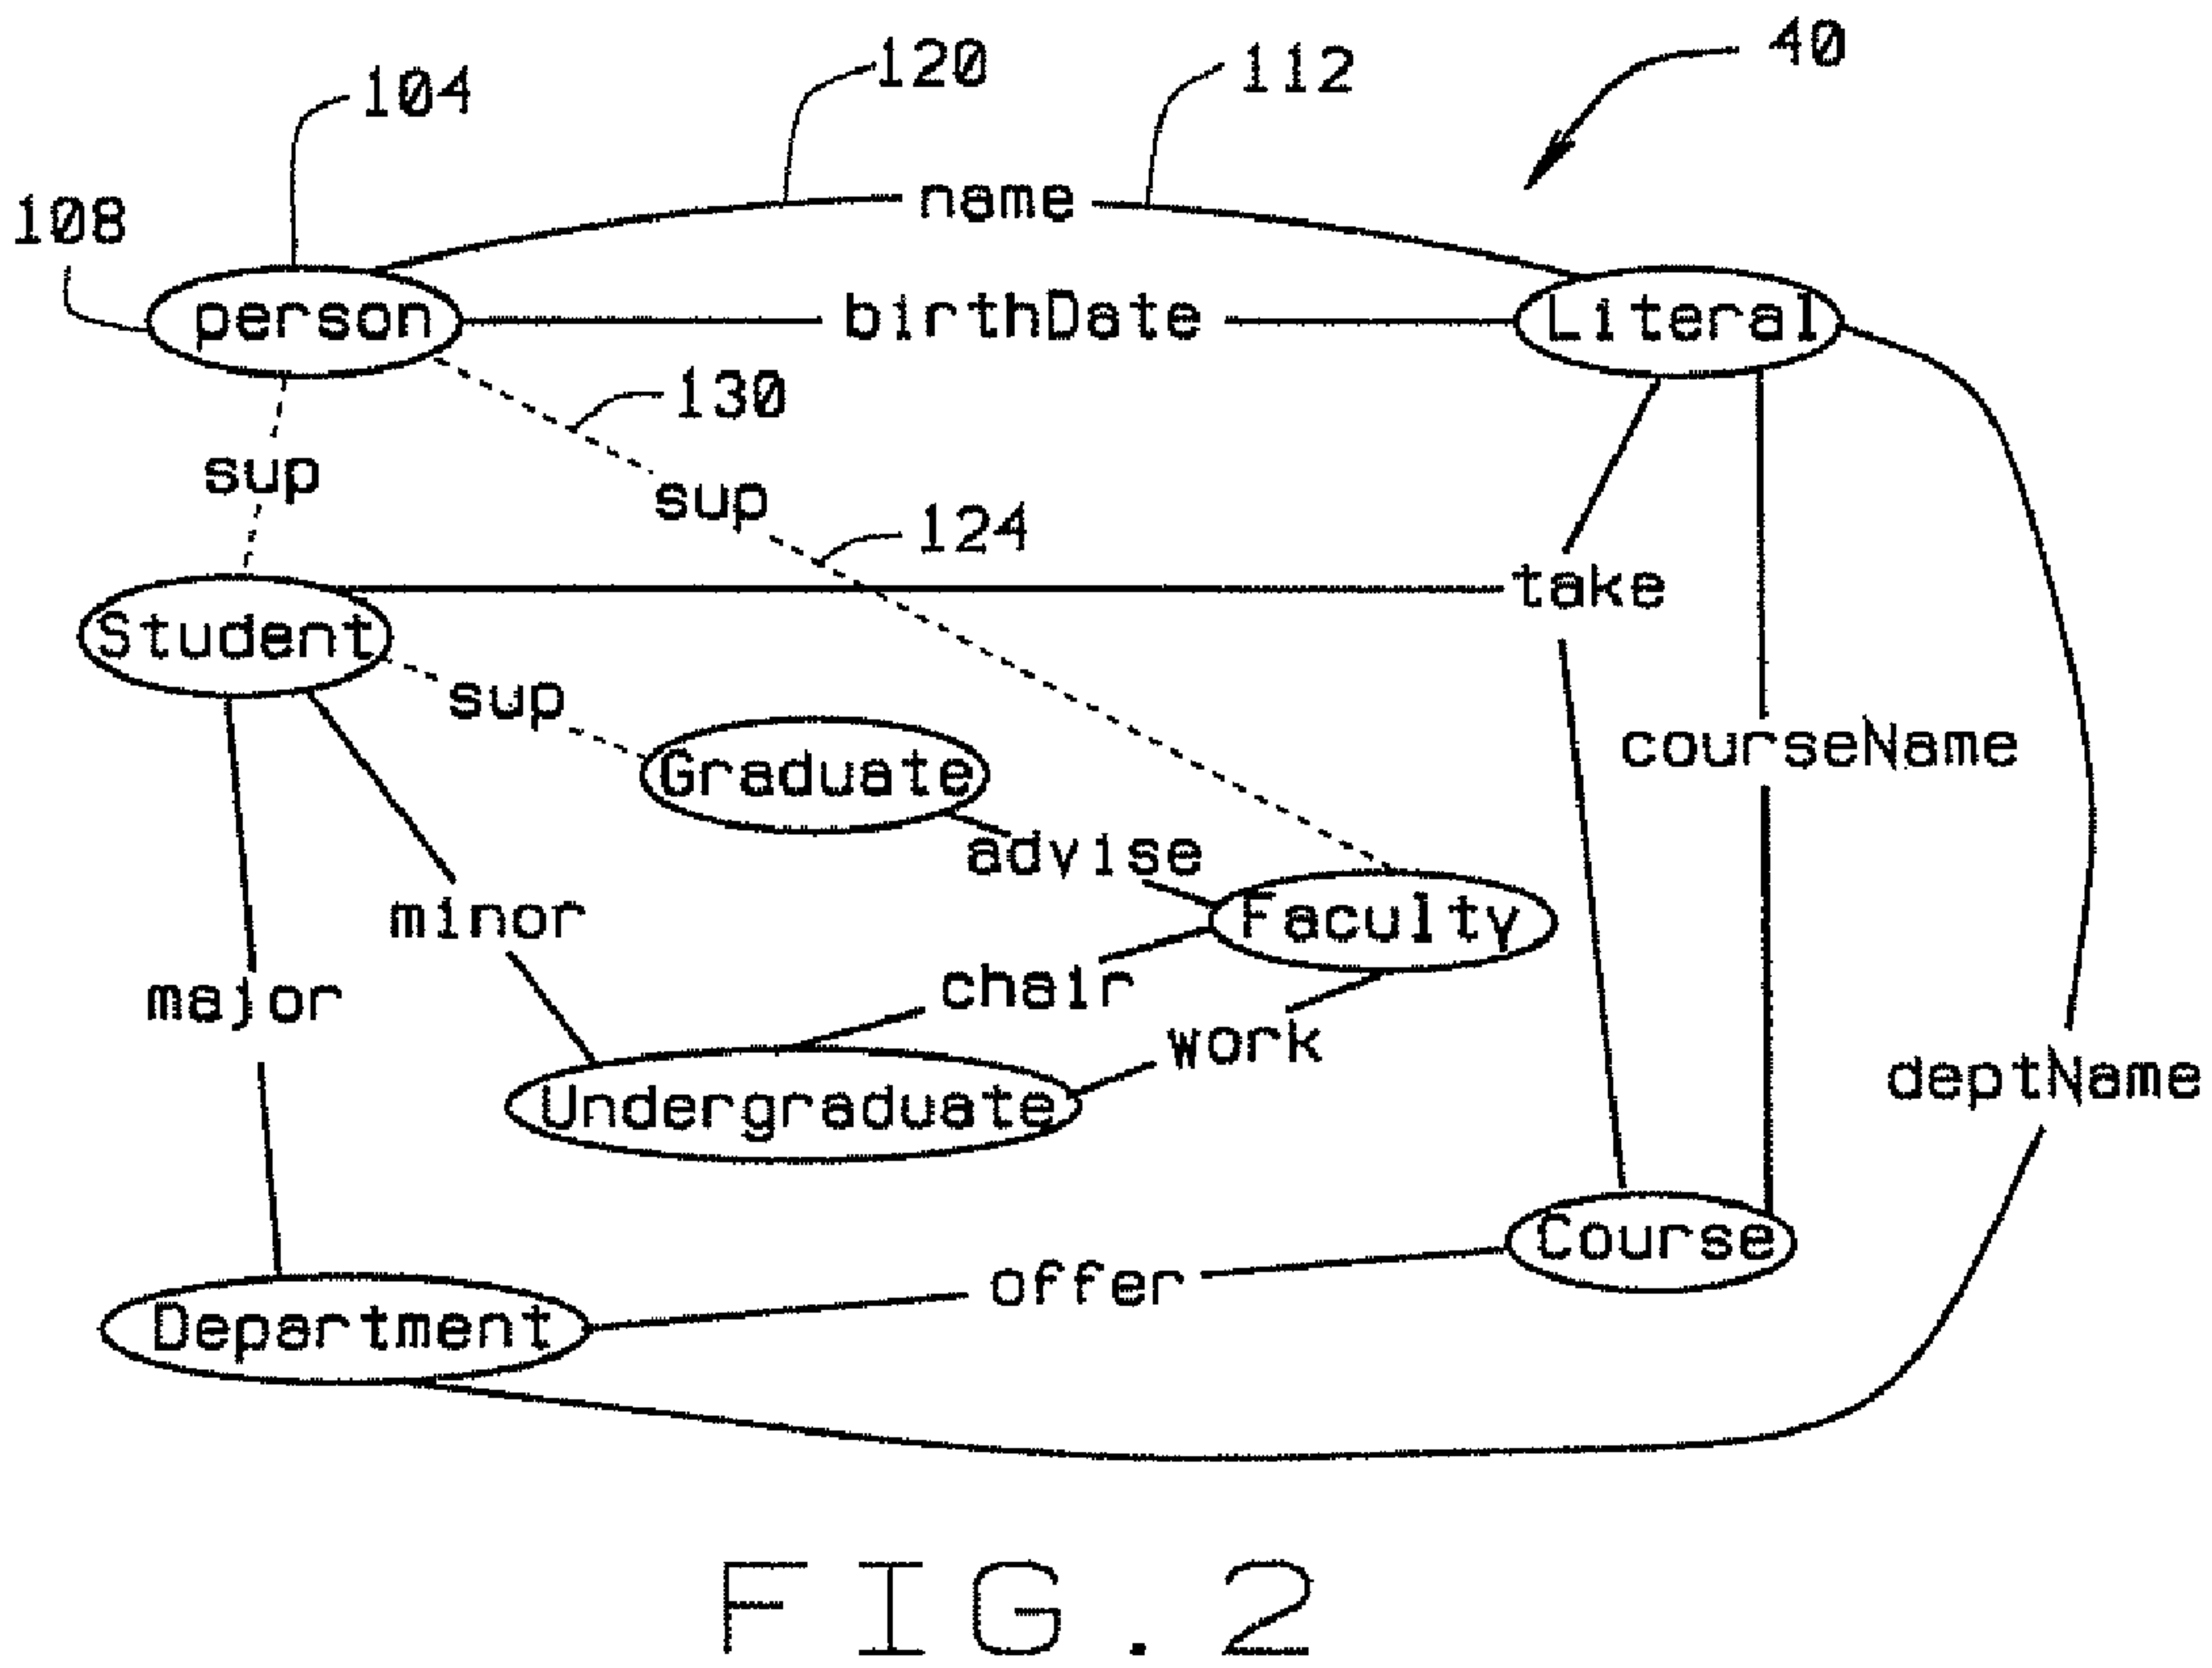 40
120
112
104
name
108
person
birthDate
Literal
130
sup
sup
124
take
Student
sup
courseName
Graduate
advise
Faculty
minor
chair
major
work
deptName
Undergraduate
Course
offer
Department
FIG.2